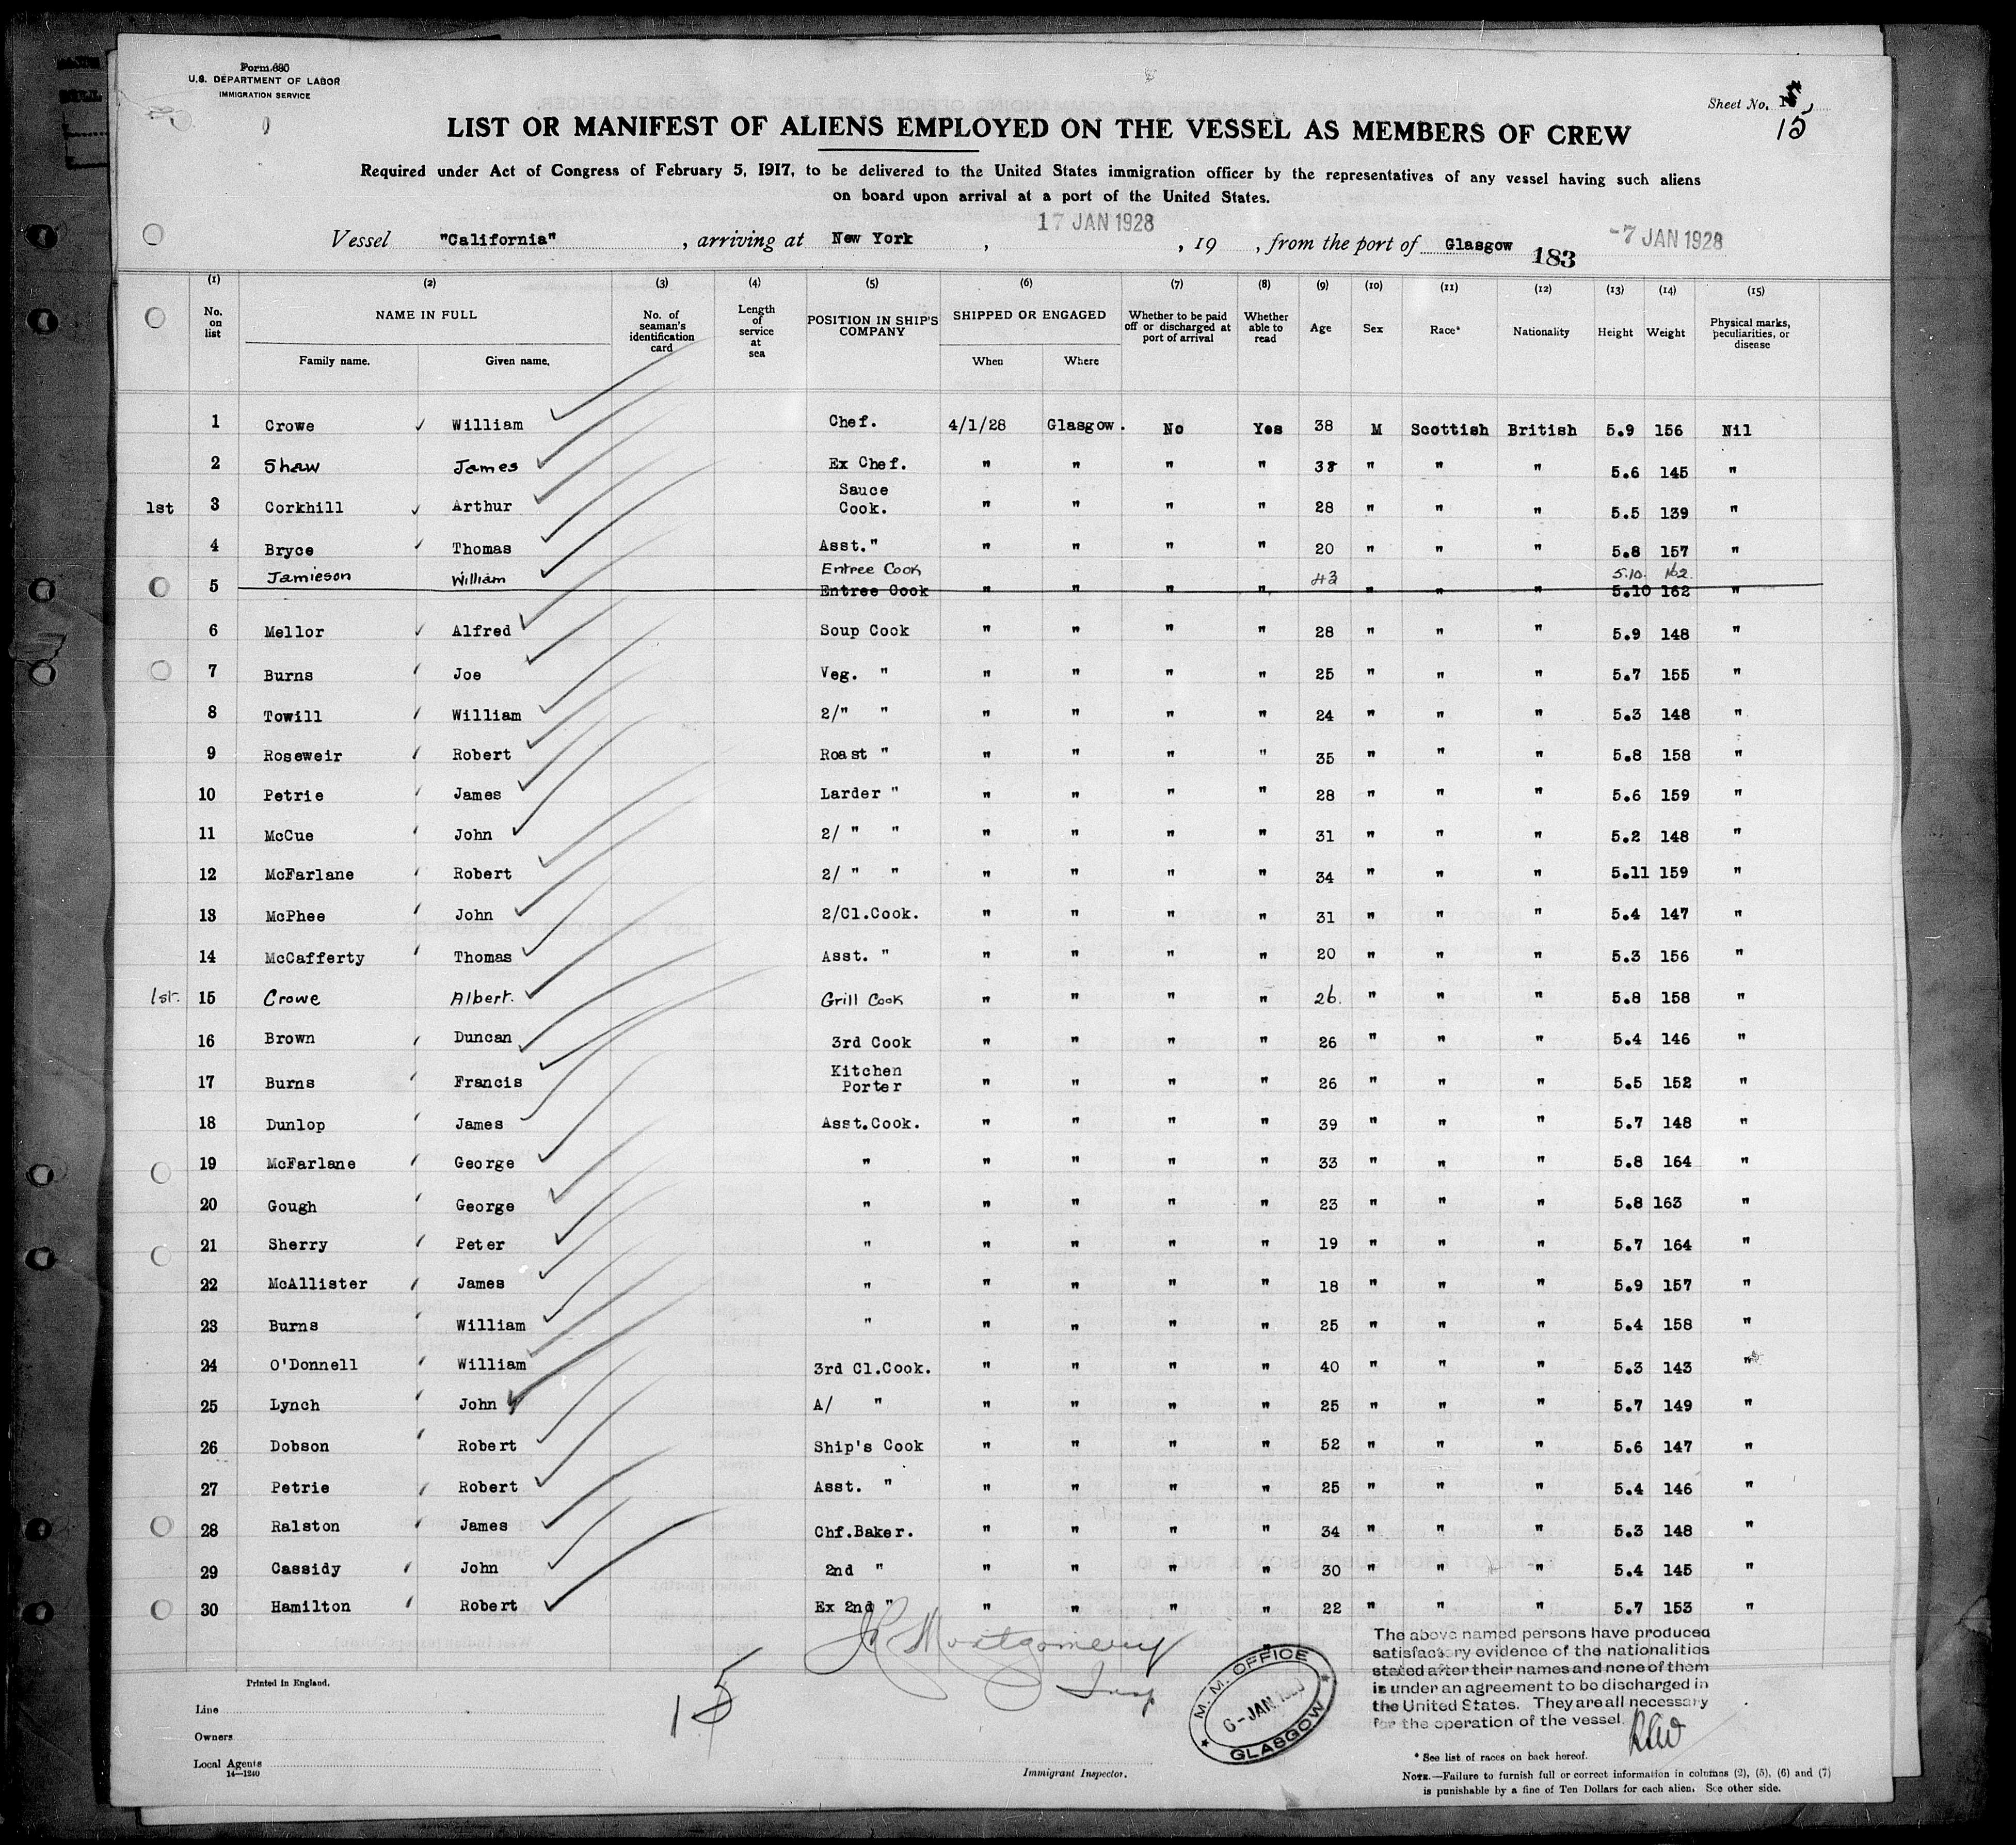 Form 680
U.S. DEPARTMENT OF LABOR
IMMIGRATION SERVICE
Sheet No.
15
LIST OR MANIFEST OF ALIENS EMPLOYED ON THE VESSEL AS MEMBERS OF CREW
Required under Act of Congress of February 5, 1917, to be delivered to the United States immigration officer by the representatives of any vessel having such aliens
on board upon arrival at a port of the United States.
Vessel "California" , arriving at New York , 17 JAN 1928 , 19 , from the port of Glasgow 183 -7 JAN 1928
(1) (2) (3) (4) (5) (6) (7) (8) (9) (10) (11) (12) (13) (14) (15)
No. on list NAME IN FULL Family name. Given name. No. of seaman's identification card Length of service at sea POSITION IN SHIP'S COMPANY SHIPPED OR ENGAGED When Where Whether to be paid off or discharged at port of arrival Whether able to read Age Sex Race* Nationality Height Weight Physical marks, peculiarities, or disease
1 Crowe William Chef. 4/1/28 Glasgow. No Yes 38 M Scottish British 5.9 156 Nil
2 Shaw James Ex Chef. " " " " 38 " " " 5.6 145 "
1st 3 Corkhill Arthur Sauce Cook. " " " " 28 " " " 5.5 139 "
4 Bryce Thomas Asst." " " " " 20 " " " 5.8 157 "
Jamieson William Entree Cook 43 5.10. 162.
5 Entree Cook " " " " " " " 5.10 162 "
6 Mellor Alfred Soup Cook " " " " 28 " " " 5.9 148 "
7 Burns Joe Veg. " " " " " 25 " " " 5.7 155 "
8 Towill William 2/" " " " " " 24 " " " 5.3 148 "
9 Roseweir Robert Roast " " " " " 35 " " " 5.8 158 "
10 Petrie James Larder " " " " " 28 " " " 5.6 159 "
11 McCue John 2/ " " " " " " 31 " " " 5.2 148 "
12 McFarlane Robert 2/ " " " " " " 34 " " " 5.11 159 "
13 McPhee John 2/Cl.Cook. " " " " 31 " " " 5.4 147 "
14 McCafferty Thomas Asst. " " " " " 20 " " " 5.3 156 "
1st. 15 Crowe Albert. Grill Cook " " " " 26. " " " 5.8 158 "
16 Brown Duncan 3rd Cook " " " " 26 " " " 5.4 146 "
17 Burns Francis Kitchen Porter " " " " 26 " " " 5.5 152 "
18 Dunlop James Asst.Cook. " " " " 39 " " " 5.7 148 "
19 McFarlane George " " " " " 33 " " " 5.8 164 "
20 Gough George " " " " " 23 " " " 5.8 163 "
21 Sherry Peter " " " " " 19 " " " 5.7 164 "
22 McAllister James " " " " " 18 " " " 5.9 157 "
23 Burns William " " " " " 25 " " " 5.4 158 "
24 O'Donnell William 3rd Cl.Cook. " " " " 40 " " " 5.3 143 "
25 Lynch John A/ " " " " " 25 " " " 5.7 149 "
26 Dobson Robert Ship's Cook " " " " 52 " " " 5.6 147 "
27 Petrie Robert Asst. " " " " " 25 " " " 5.4 146 "
28 Ralston James Chf.Baker. " " " " 34 " " " 5.3 148 "
29 Cassidy John 2nd " " " " " 30 " " " 5.4 145 "
30 Hamilton Robert Ex 2nd " " " " " 22 " " " 5.7 153 "
Montgomery
Insp
15
M. M. OFFICE
6-JAN.
GLASGOW
The above named persons have produced
satisfactory evidence of the nationalities
stated after their names and none of them
is under an agreement to be discharged in
the United States. They are all necessary
for the operation of the vessel.
Printed in England.
Line
Owners
Local Agents
14—1240
Immigrant Inspector.
* See list of races on back hereof.
NOTE.—Failure to furnish full or correct information in columns (2), (5), (6) and (7)
is punishable by a fine of Ten Dollars for each alien. See other side.